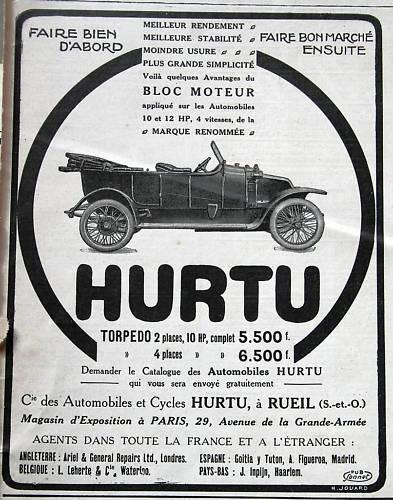 FAIRE BIEN
D'ABORD
MEILLEUR RENDEMENT
MEILLEURE STABILITÉ
MOINDRE USURE
PLUS GRANDE SIMPLICITÉ
FAIRE BON MARCHÉ
ENSUITE
Voilà quelques Avantages du
BLOC MOTEUR
appliqué sur les Automobiles
10 et 12 HP, 4 vitesses, de la
MARQUE RENOMMÉE
HURTU
TORPEDO 2 places, 10 HP, complet 5.500 f.
» 4 places » » 6.500 f.
Demander le Catalogue des Automobiles HURTU
qui vous sera envoyé gratuitement
Cie des Automobiles et Cycles HURTU, à RUEIL (S.-et-O.)
Magasin d'Exposition à PARIS, 29, Avenue de la Grande-Armée
AGENTS DANS TOUTE LA FRANCE ET A L'ÉTRANGER :
ANGLETERRE : Ariel & General Repairs Ltd., Londres. ESPAGNE : Goitia y Tuton, A. Figueroa, Madrid.
BELGIQUE : L. Leherte & Cie, Waterloo. PAYS-BAS : J. Inpijn, Haarlem.
PUB
H. JOUARD